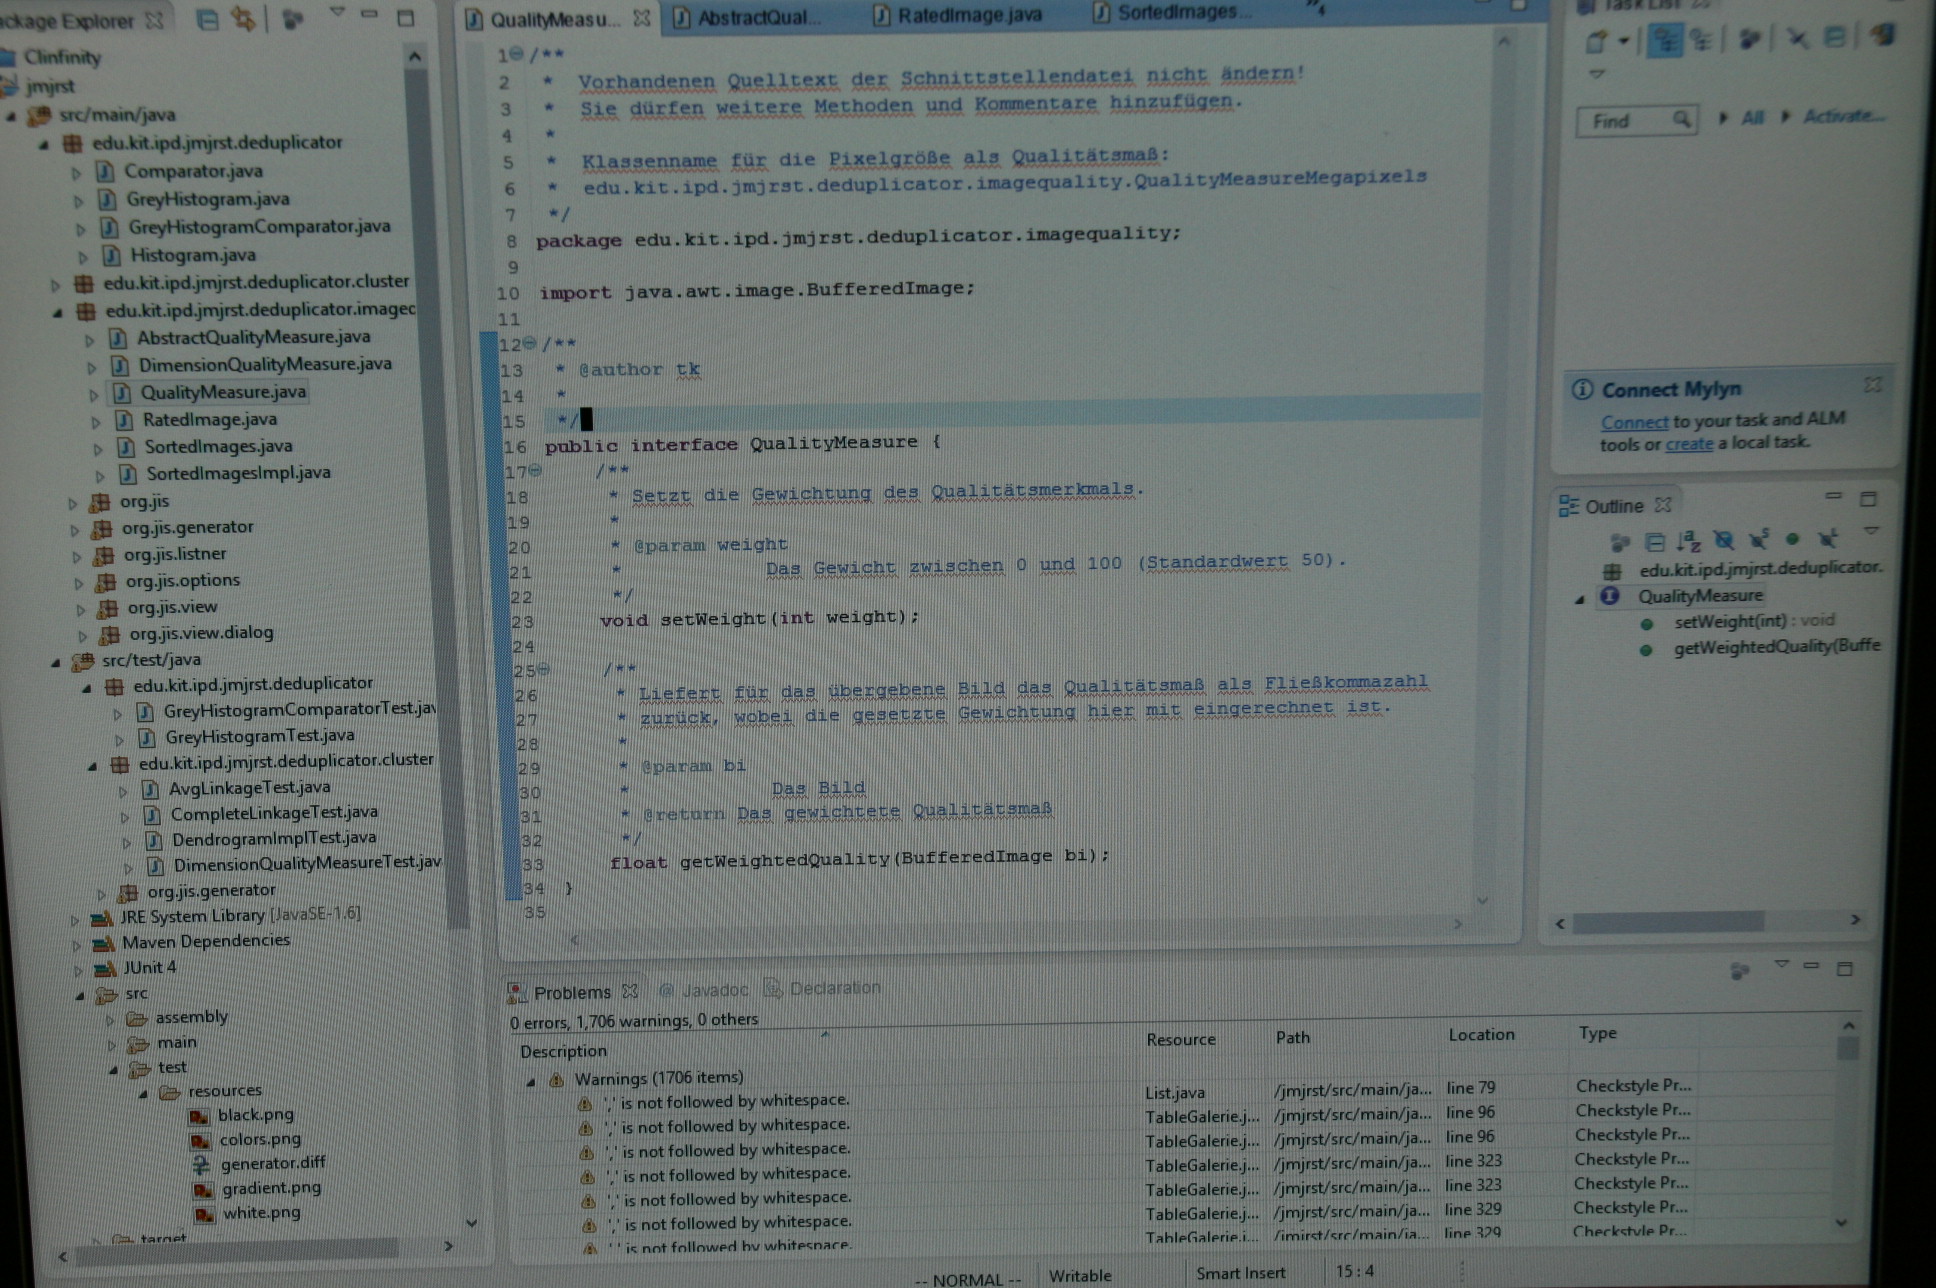 Package Explorer
Clinfinity
jmjrst
src/main/java
edu.kit.ipd.jmjrst.deduplicator
Comparator.java
GreyHistogram.java
GreyHistogramComparator.java
Histogram.java
edu.kit.ipd.jmjrst.deduplicator.cluster
edu.kit.ipd.jmjrst.deduplicator.imagec
AbstractQualityMeasure.java
DimensionQualityMeasure.java
QualityMeasure.java
RatedImage.java
SortedImages.java
SortedImagesImpl.java
org.jis
org.jis.generator
org.jis.listner
org.jis.options
org.jis.view
org.jis.view.dialog
src/test/java
edu.kit.ipd.jmjrst.deduplicator
GreyHistogramComparatorTest.jav
GreyHistogramTest.java
edu.kit.ipd.jmjrst.deduplicator.cluster
AvgLinkageTest.java
CompleteLinkageTest.java
DendrogramImplTest.java
DimensionQualityMeasureTest.jav
org.jis.generator
JRE System Library [JavaSE-1.6]
Maven Dependencies
JUnit 4
src
assembly
main
test
resources
black.png
colors.png
generator.diff
gradient.png
white.png
target
QualityMeasu... AbstractQual... RatedImage.java SortedImages... 4
1 /**
2 * Vorhandenen Quelltext der Schnittstellendatei nicht ändern!
3 * Sie dürfen weitere Methoden und Kommentare hinzufügen.
4 *
5 * Klassenname für die Pixelgröße als Qualitätsmaß:
6 * edu.kit.ipd.jmjrst.deduplicator.imagequality.QualityMeasureMegapixels
7 */
8 package edu.kit.ipd.jmjrst.deduplicator.imagequality;
9
10 import java.awt.image.BufferedImage;
11
12 /**
13 * @author tk
14 *
15 */
16 public interface QualityMeasure {
17 /**
18 * Setzt die Gewichtung des Qualitätsmerkmals.
19 *
20 * @param weight
21 * Das Gewicht zwischen 0 und 100 (Standardwert 50).
22 */
23 void setWeight(int weight);
24
25 /**
26 * Liefert für das übergebene Bild das Qualitätsmaß als Fließkommazahl
27 * zurück, wobei die gesetzte Gewichtung hier mit eingerechnet ist.
28 *
29 * @param bi
30 * Das Bild
31 * @return Das gewichtete Qualitätsmaß
32 */
33 float getWeightedQuality(BufferedImage bi);
34 }
35
Task List
Find All Activate...
Connect Mylyn
Connect to your task and ALM
tools or create a local task.
Outline
edu.kit.ipd.jmjrst.deduplicator.
QualityMeasure
setWeight(int) : void
getWeightedQuality(Buffe
Problems @ Javadoc Declaration
0 errors, 1,706 warnings, 0 others
Description Resource Path Location Type
Warnings (1706 items)
',' is not followed by whitespace. List.java /jmjrst/src/main/ja... line 79 Checkstyle Pr...
',' is not followed by whitespace. TableGalerie.j... /jmjrst/src/main/ja... line 96 Checkstyle Pr...
',' is not followed by whitespace. TableGalerie.j... /jmjrst/src/main/ja... line 96 Checkstyle Pr...
',' is not followed by whitespace. TableGalerie.j... /jmjrst/src/main/ja... line 323 Checkstyle Pr...
',' is not followed by whitespace. TableGalerie.j... /jmjrst/src/main/ja... line 323 Checkstyle Pr...
',' is not followed by whitespace. TableGalerie.j... /jmjrst/src/main/ja... line 329 Checkstyle Pr...
',' is not followed by whitespace. TableGalerie.j... /jmjrst/src/main/ja... line 329 Checkstyle Pr...
-- NORMAL -- Writable Smart Insert 15 : 4